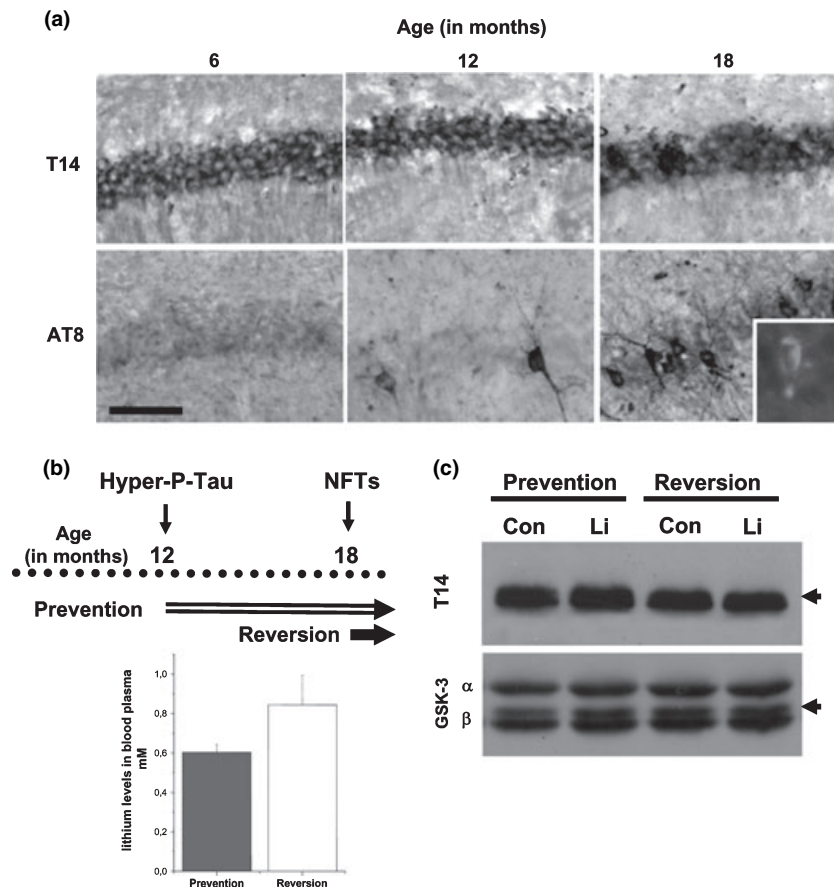 (a)
Age (in months)
6 12 18
T14
AT8
(b)
Hyper-P-Tau NFTs
Age
(in months) 12 18
Prevention
Reversion
lithium levels in blood plasma
mM
1,0
0,8
0,6
0,4
0,2
0,0
Prevention Reversion
(c)
Prevention Reversion
Con Li Con Li
T14
GSK-3
α
β